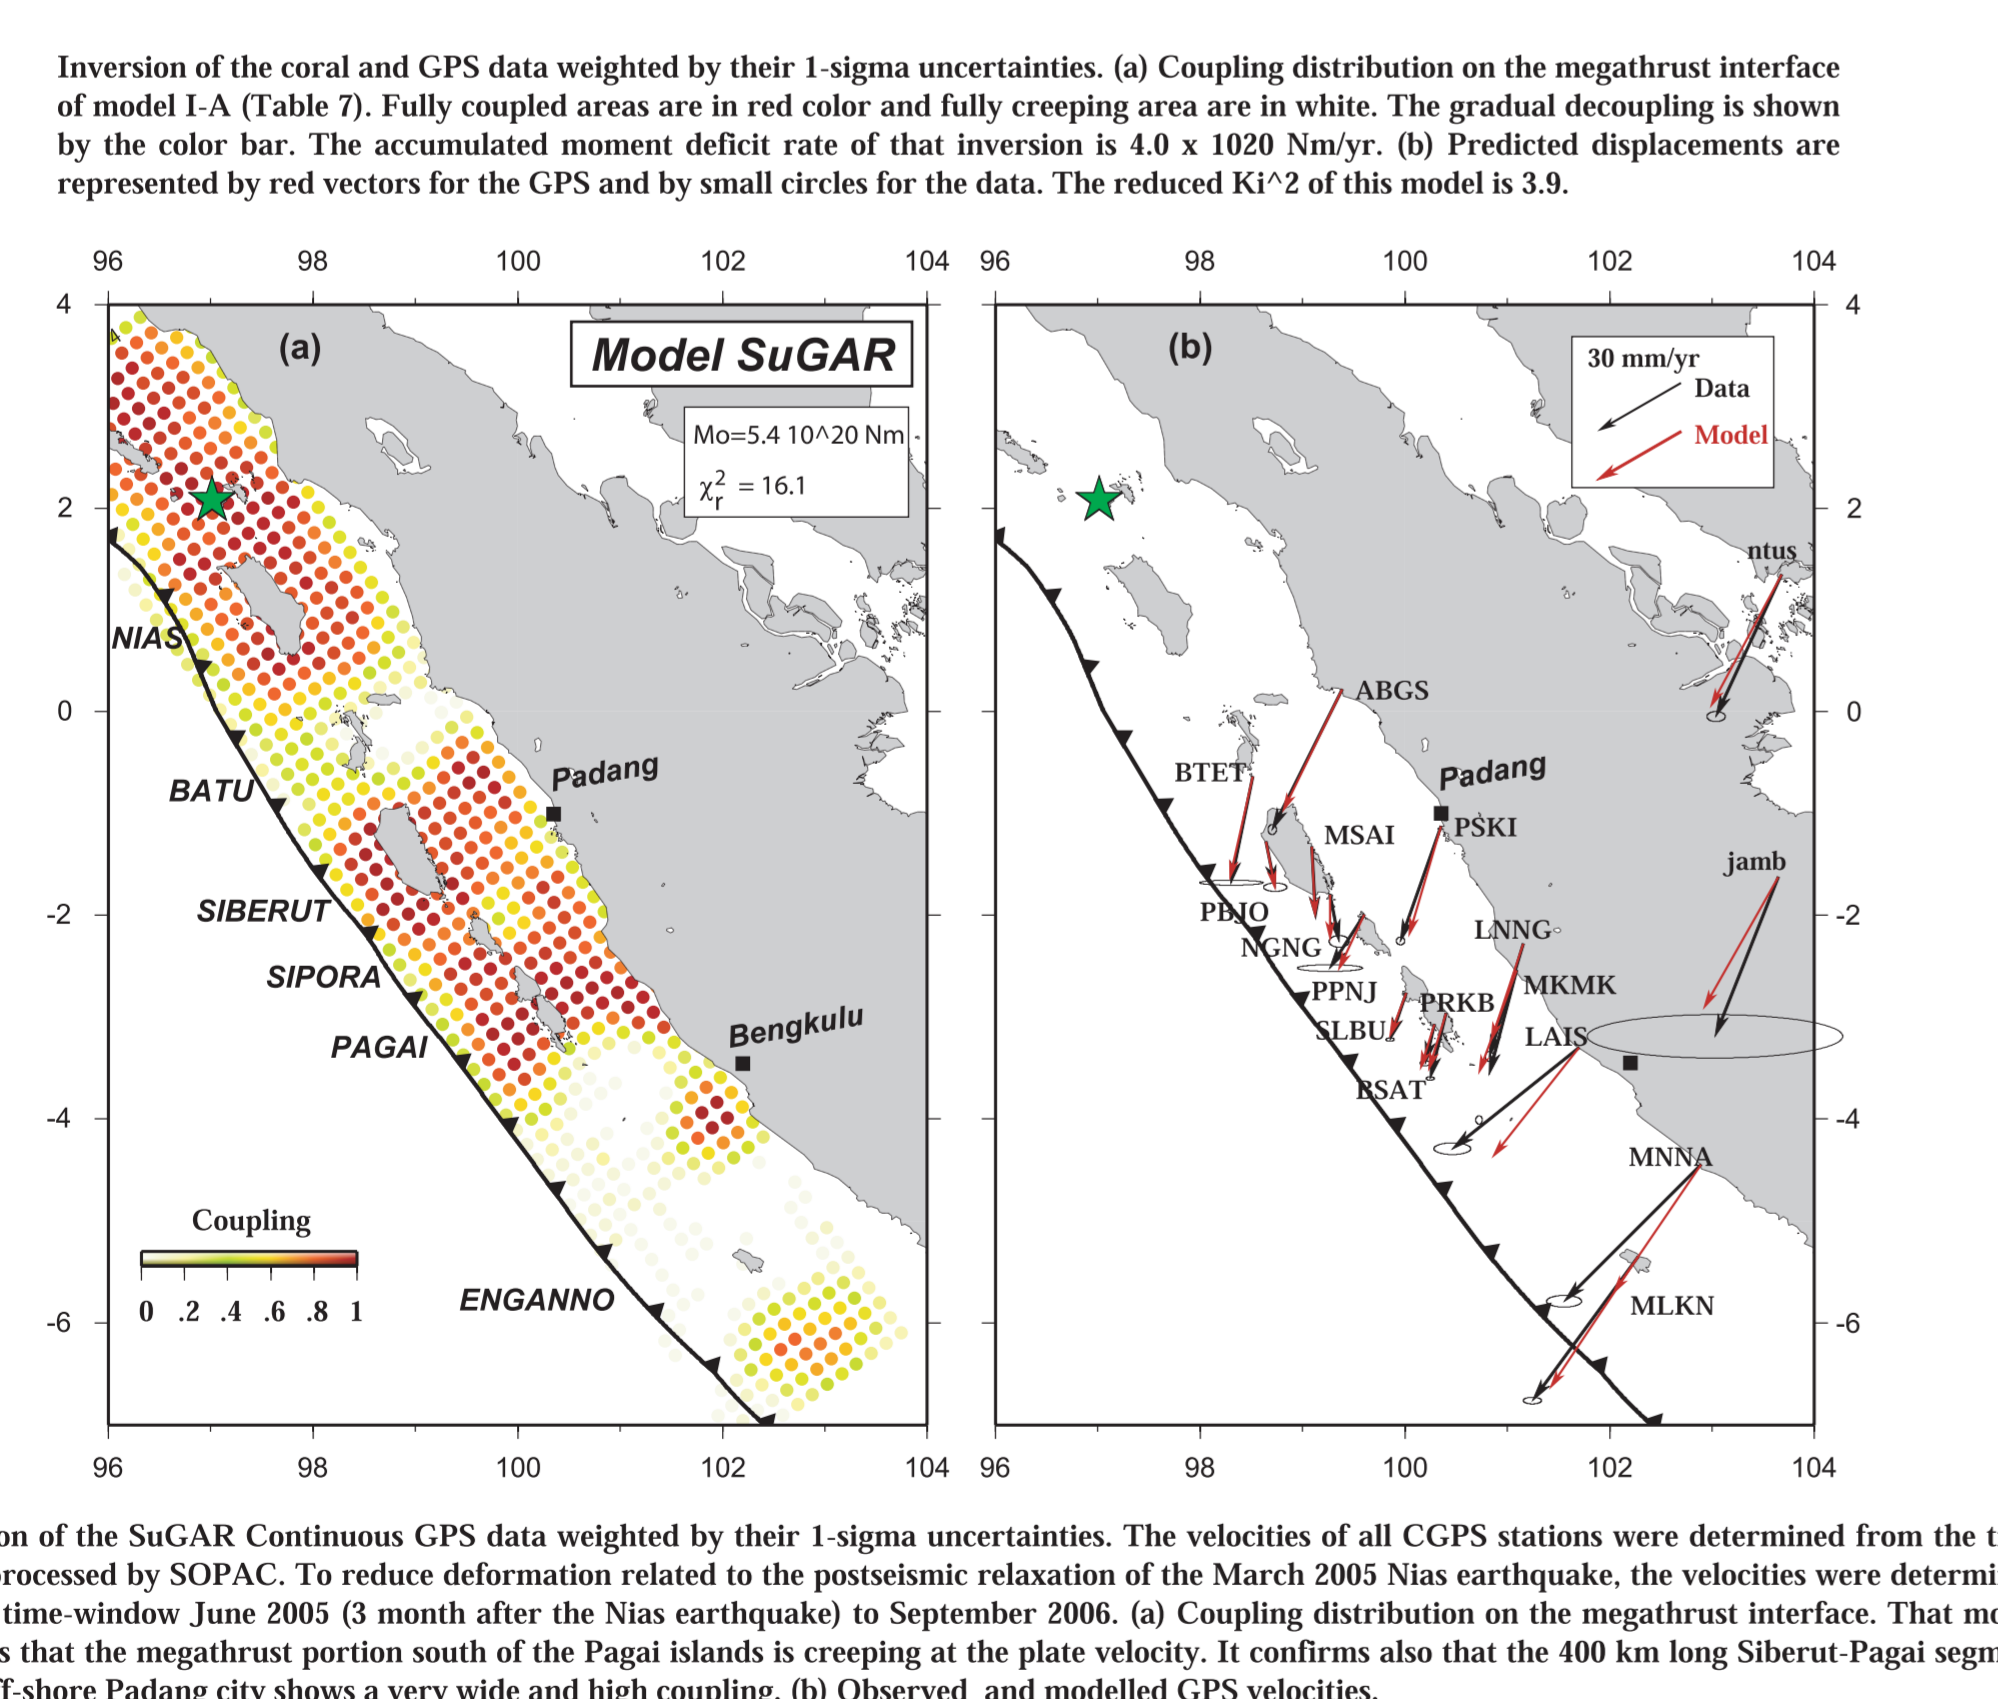 Inversion of the coral and GPS data weighted by their 1-sigma uncertainties. (a) Coupling distribution on the megathrust interface
of model I-A (Table 7). Fully coupled areas are in red color and fully creeping area are in white. The gradual decoupling is shown
by the color bar. The accumulated moment deficit rate of that inversion is 4.0 x 1020 Nm/yr. (b) Predicted displacements are
represented by red vectors for the GPS and by small circles for the data. The reduced Ki^2 of this model is 3.9.
96 98 100 102 104
4
2
0
-2
-4
-6
4
(a)
Model SuGAR
Mo=5.4 10^20 Nm
χr2 = 16.1
NIAS
BATU
Padang
SIBERUT
SIPORA
PAGAI
Bengkulu
Coupling
0 .2 .4 .6 .8 1
ENGANNO
96 98 100 102 104
96 98 100 102 104
(b)
30 mm/yr
Data
Model
ntus
ABGS
BTET
Padang
MSAI
PSKI
jamb
PBJO
LNNG
NGNG
PPNJ
PRKB
MKMK
SLBU
LAIS
BSAT
MNNA
MLKN
4
2
0
-2
-4
-6
96 98 100 102 104
on of the SuGAR Continuous GPS data weighted by their 1-sigma uncertainties. The velocities of all CGPS stations were determined from the t
rocessed by SOPAC. To reduce deformation related to the postseismic relaxation of the March 2005 Nias earthquake, the velocities were determi
time-window June 2005 (3 month after the Nias earthquake) to September 2006. (a) Coupling distribution on the megathrust interface. That mo
s that the megathrust portion south of the Pagai islands is creeping at the plate velocity. It confirms also that the 400 km long Siberut-Pagai segm
ff-shore Padang city shows a very wide and high coupling. (b) Observed and modelled GPS velocities.